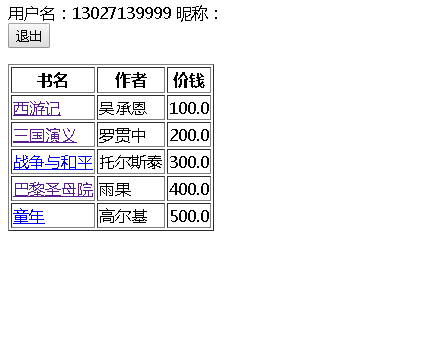 用户名：13027139999 昵称：
退出
书名 作者 价钱
西游记 吴承恩 100.0
三国演义 罗贯中 200.0
战争与和平 托尔斯泰 300.0
巴黎圣母院 雨果 400.0
童年 高尔基 500.0